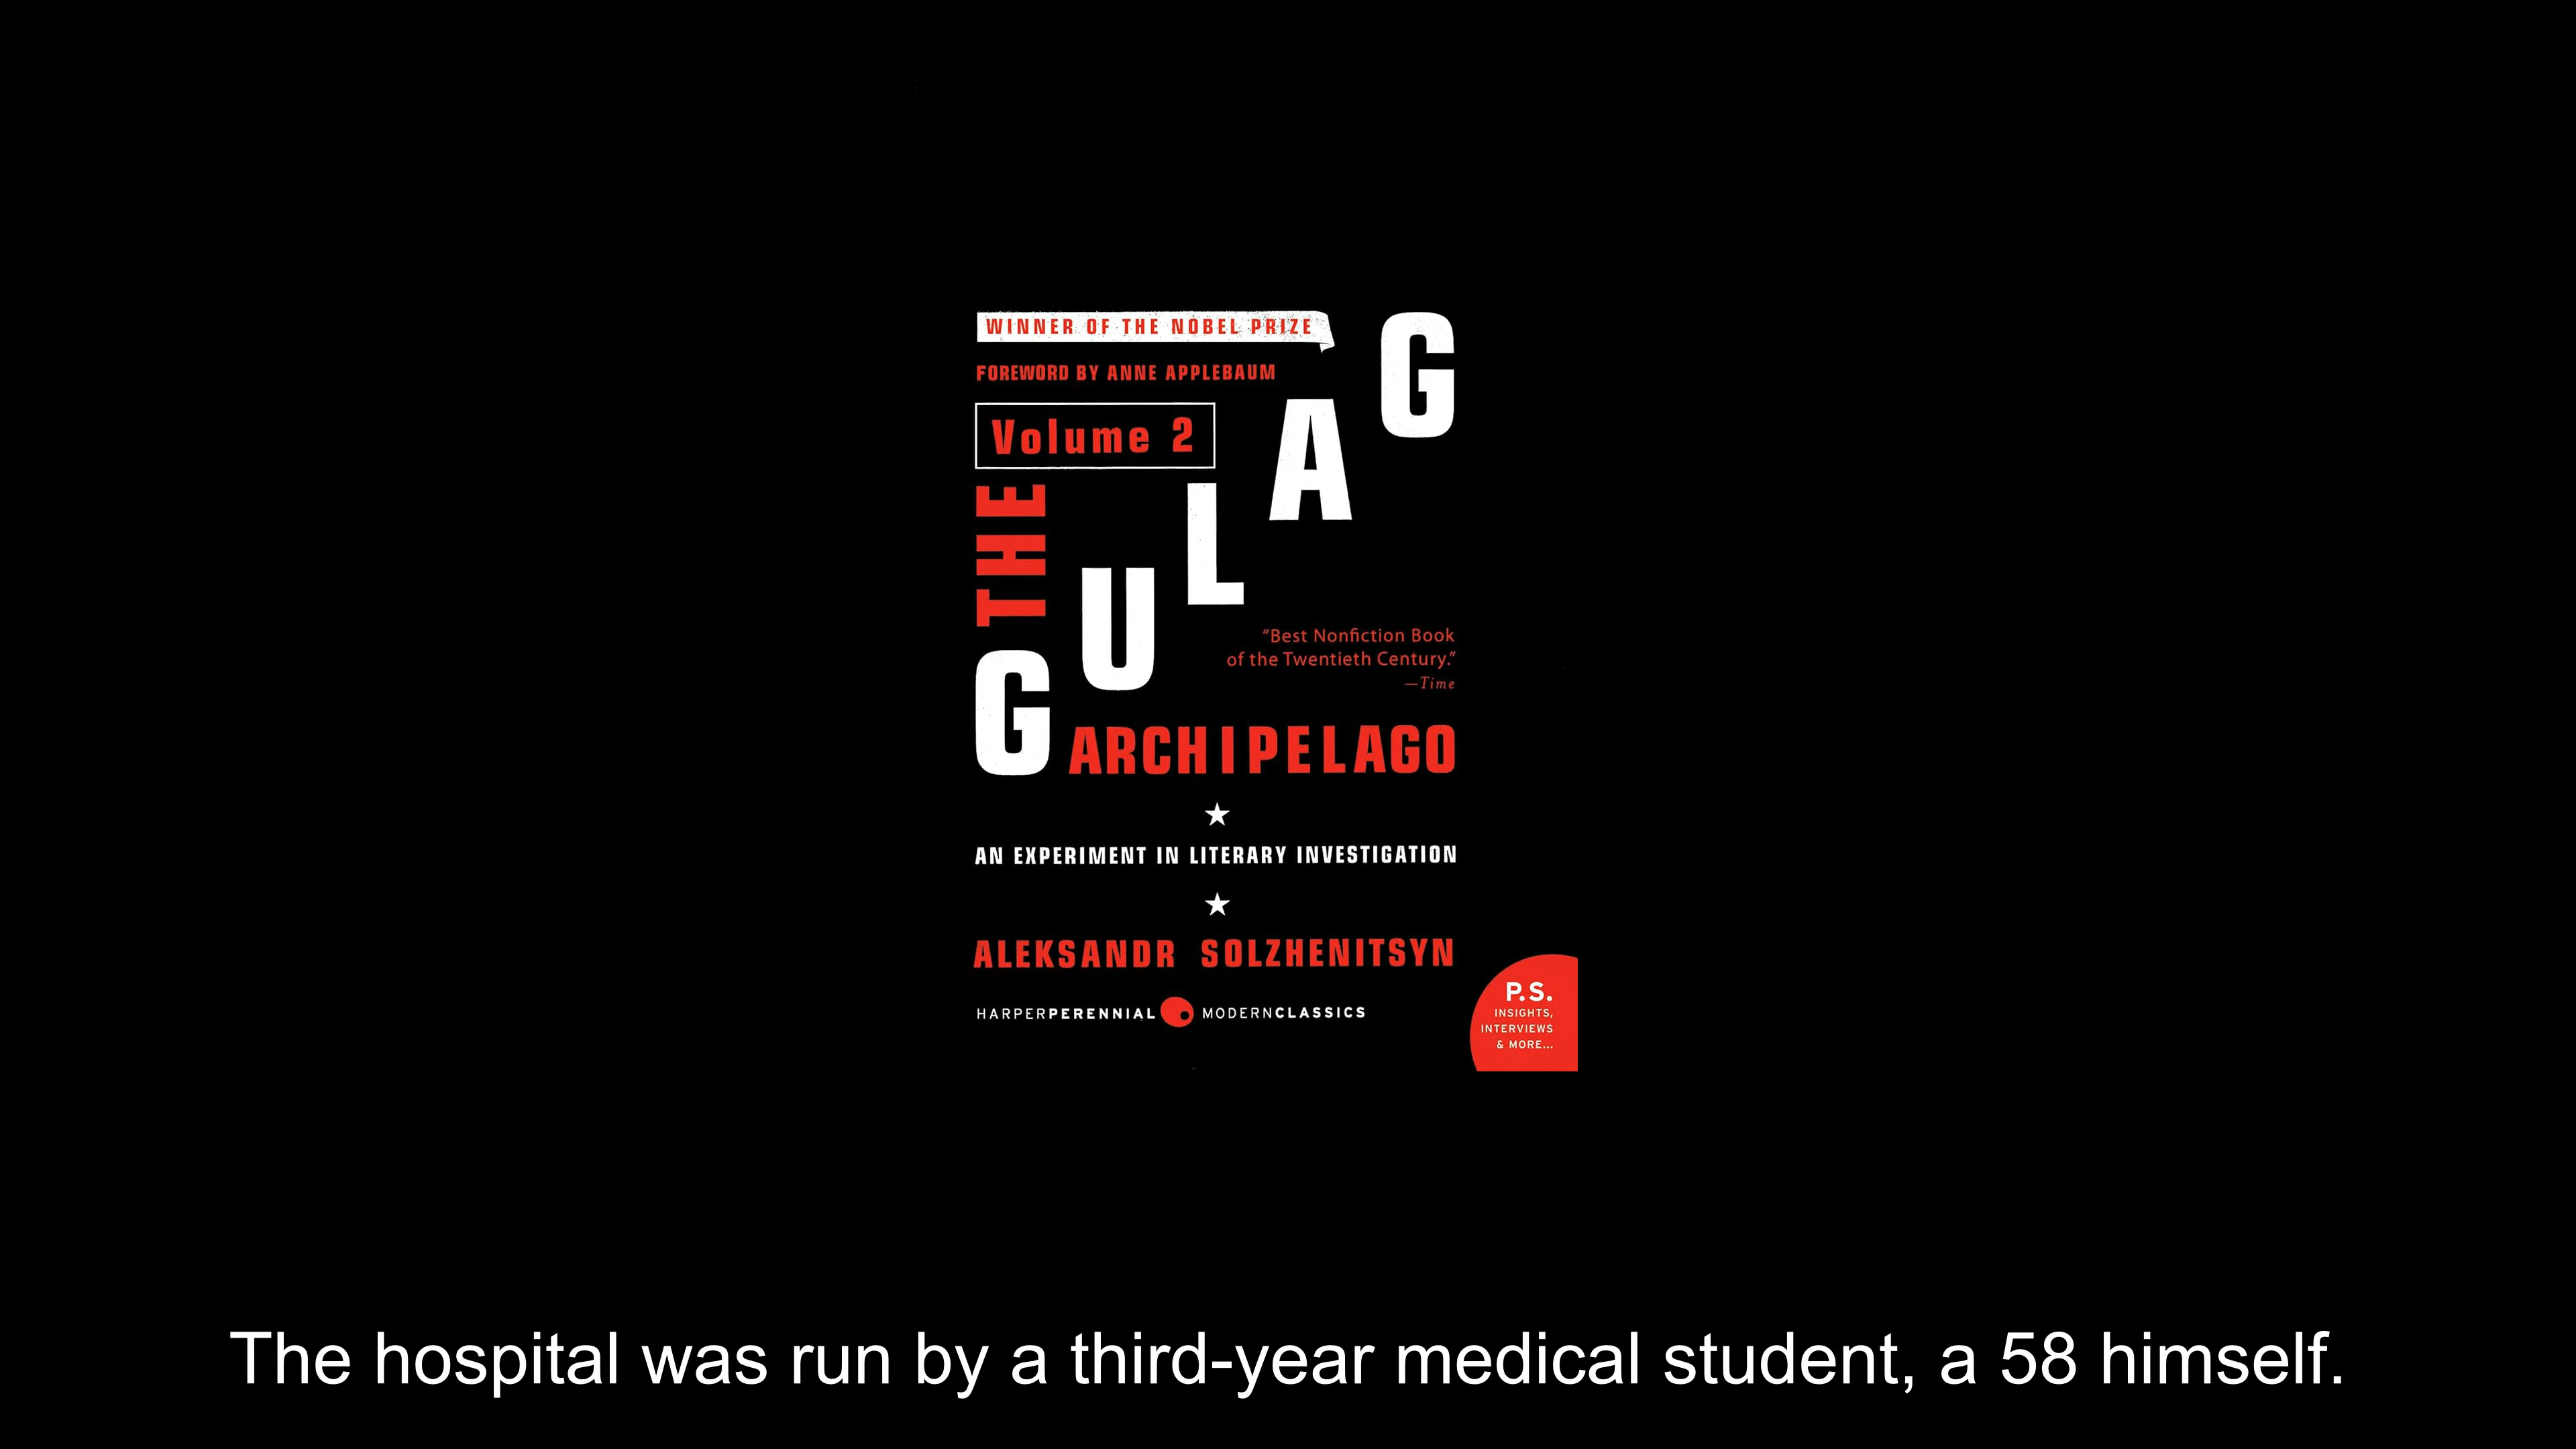 WINNER OF THE NOBEL PRIZE
FOREWORD BY ANNE APPLEBAUM
Volume 2
THE
GULAG
"Best Nonfiction Book
of the Twentieth Century."
—Time
ARCHIPELAGO
AN EXPERIMENT IN LITERARY INVESTIGATION
ALEKSANDR SOLZHENITSYN
HARPERPERENNIAL MODERNCLASSICS
P.S.
INSIGHTS,
INTERVIEWS
& MORE...
The hospital was run by a third-year medical student, a 58 himself.